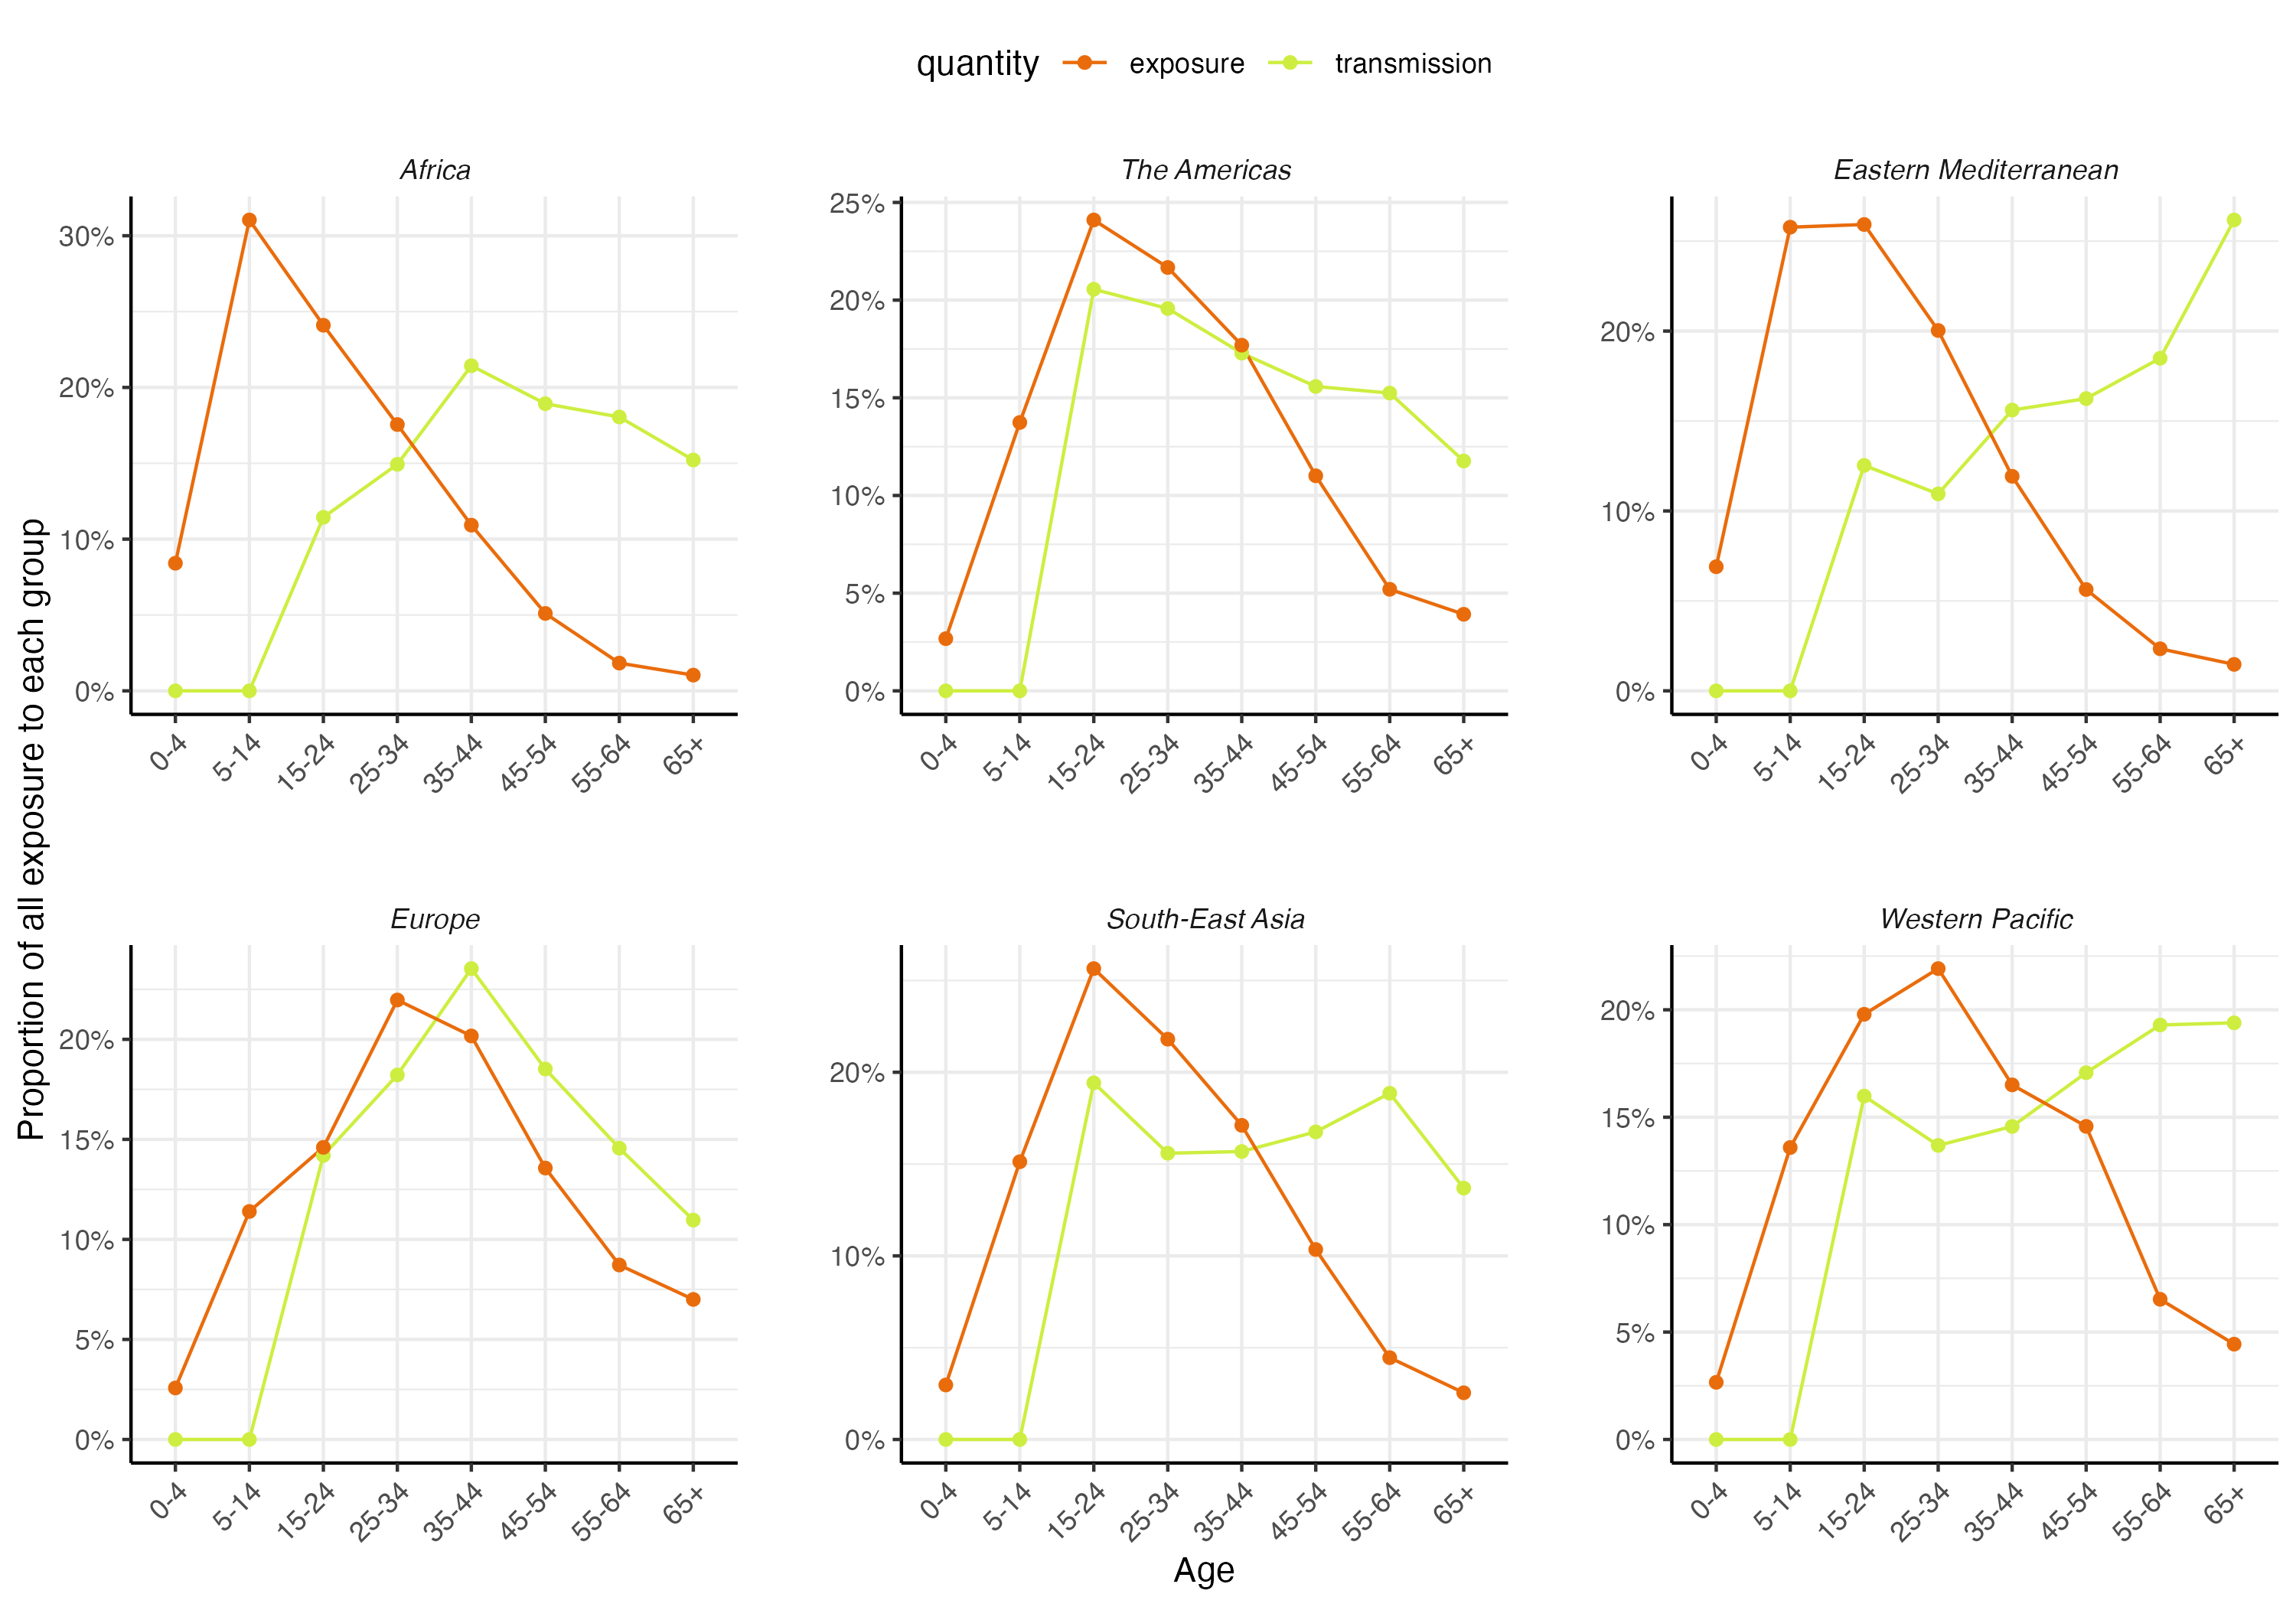 quantity exposure transmission
Proportion of all exposure to each group
Africa
30%
20%
10%
0%
0-4 5-14 15-24 25-34 35-44 45-54 55-64 65+
The Americas
25%
20%
15%
10%
5%
0%
0-4 5-14 15-24 25-34 35-44 45-54 55-64 65+
Eastern Mediterranean
20%
10%
0%
0-4 5-14 15-24 25-34 35-44 45-54 55-64 65+
Europe
20%
15%
10%
5%
0%
0-4 5-14 15-24 25-34 35-44 45-54 55-64 65+
South-East Asia
20%
10%
0%
0-4 5-14 15-24 25-34 35-44 45-54 55-64 65+
Western Pacific
20%
15%
10%
5%
0%
0-4 5-14 15-24 25-34 35-44 45-54 55-64 65+
Age